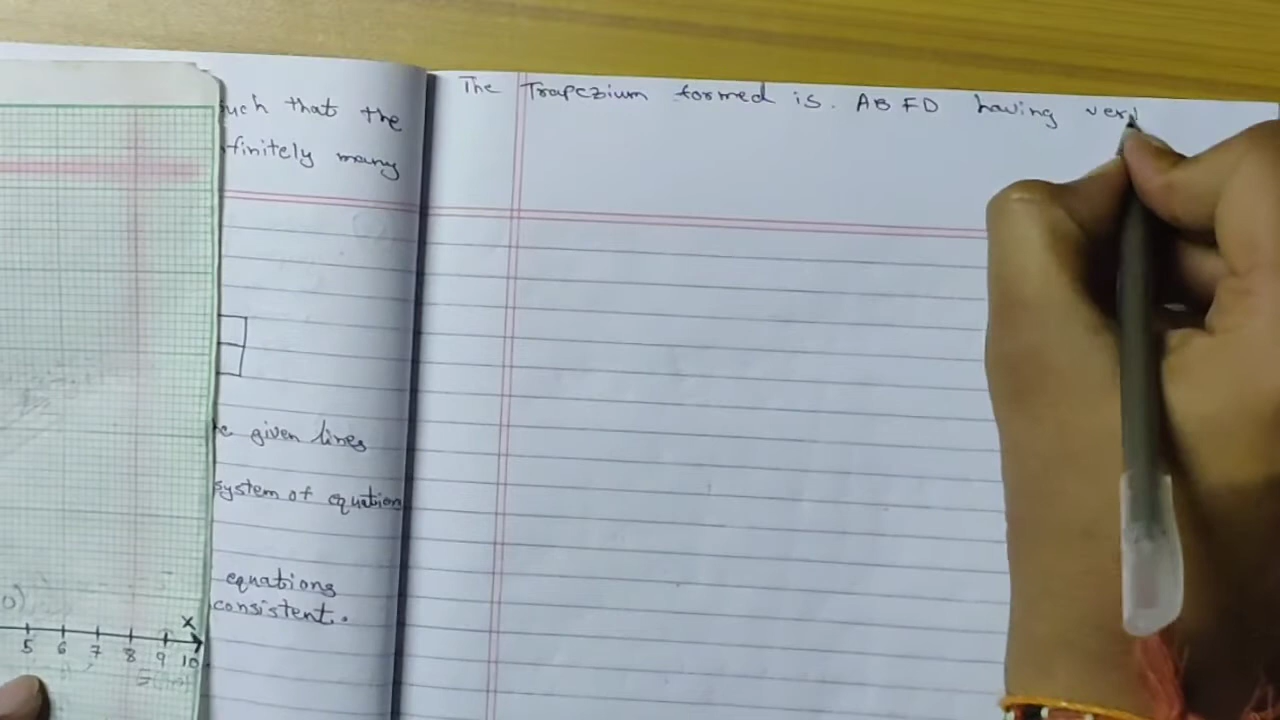 The Trapezium formed is. ABFD having ver
uch that the
finitely many
given lines
system of equation
equations
consistent.
x
5 6 7 8 9 10